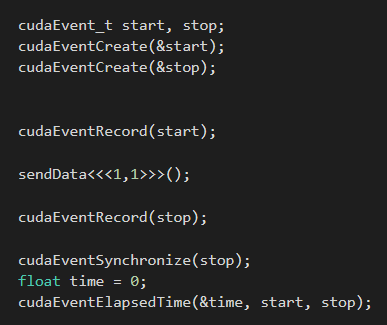 cudaEvent_t start, stop;
cudaEventCreate(&start);
cudaEventCreate(&stop);
cudaEventRecord(start);
sendData<<<1,1>>>();
cudaEventRecord(stop);
cudaEventSynchronize(stop);
float time = 0;
cudaEventElapsedTime(&time, start, stop);